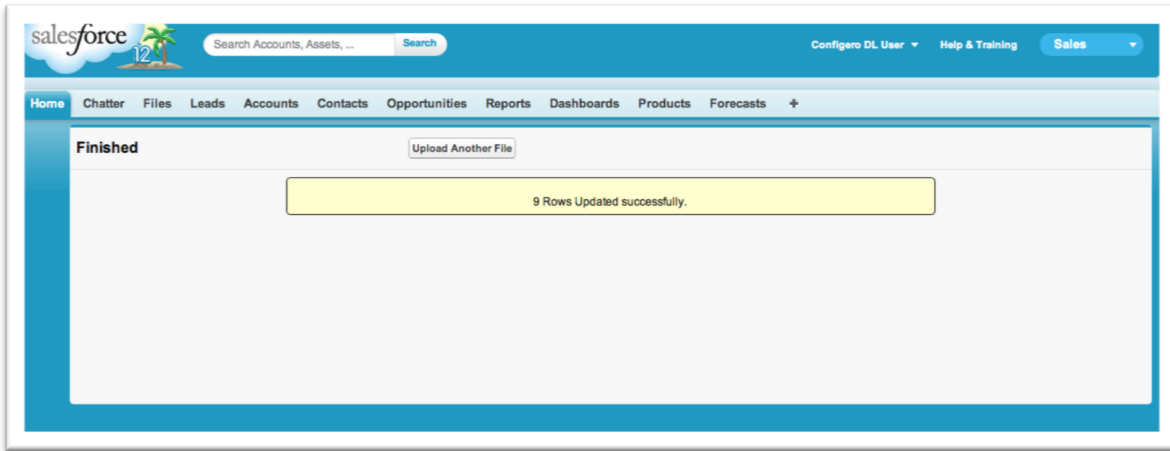 salesforce
12
Search Accounts, Assets, ... Search Configero DL User Help & Training Sales
Home Chatter Files Leads Accounts Contacts Opportunities Reports Dashboards Products Forecasts +
Finished Upload Another File
9 Rows Updated successfully.